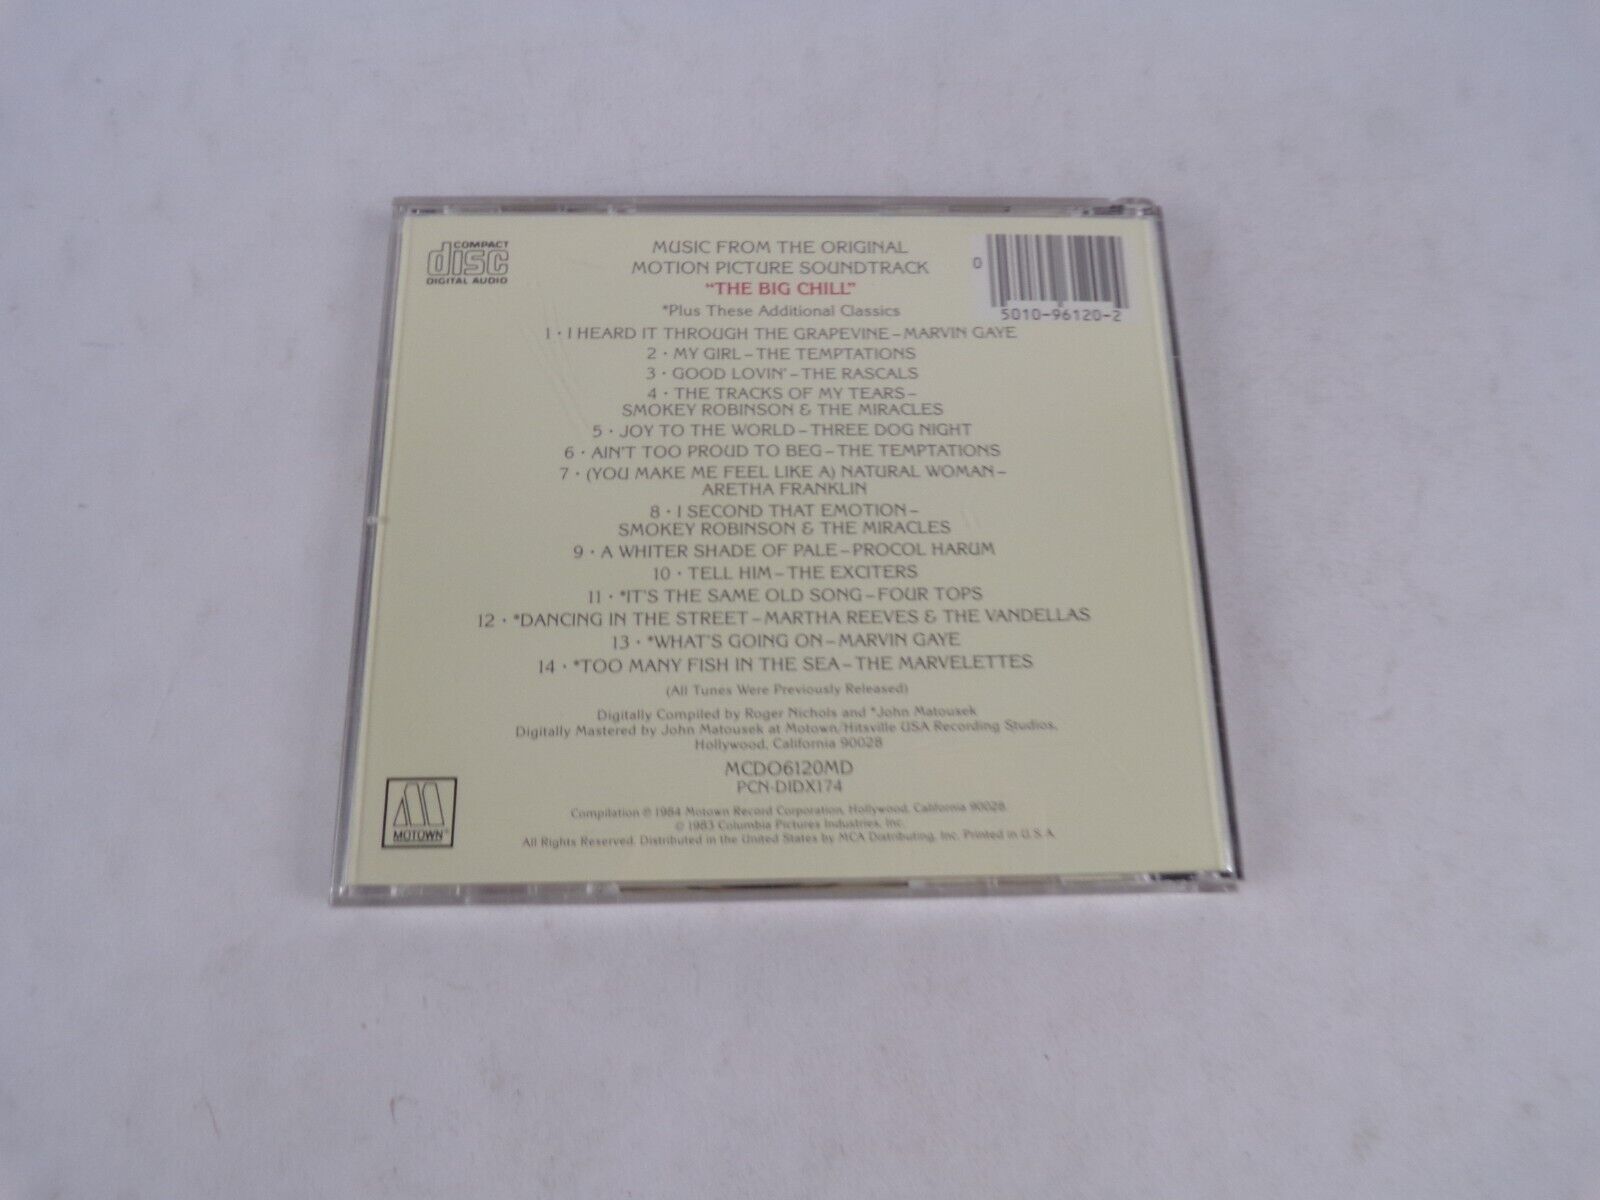 COMPACT
disc
DIGITAL AUDIO
MUSIC FROM THE ORIGINAL
MOTION PICTURE SOUNDTRACK
"THE BIG CHILL"
*Plus These Additional Classics
0
5010-96120-2
1 · I HEARD IT THROUGH THE GRAPEVINE – MARVIN GAYE
2 · MY GIRL – THE TEMPTATIONS
3 · GOOD LOVIN' – THE RASCALS
4 · THE TRACKS OF MY TEARS –
SMOKEY ROBINSON & THE MIRACLES
5 · JOY TO THE WORLD – THREE DOG NIGHT
6 · AIN'T TOO PROUD TO BEG – THE TEMPTATIONS
7 · (YOU MAKE ME FEEL LIKE A) NATURAL WOMAN –
ARETHA FRANKLIN
8 · I SECOND THAT EMOTION –
SMOKEY ROBINSON & THE MIRACLES
9 · A WHITER SHADE OF PALE – PROCOL HARUM
10 · TELL HIM – THE EXCITERS
11 · *IT'S THE SAME OLD SONG – FOUR TOPS
12 · *DANCING IN THE STREET – MARTHA REEVES & THE VANDELLAS
13 · *WHAT'S GOING ON – MARVIN GAYE
14 · *TOO MANY FISH IN THE SEA – THE MARVELETTES
(All Tunes Were Previously Released)
Digitally Compiled by Roger Nichols and *John Matousek
Digitally Mastered by John Matousek at Motown/Hitsville USA Recording Studios,
Hollywood, California 90028
MCDO6120MD
PCN-DIDX174
Compilation ℗ 1984 Motown Record Corporation, Hollywood, California 90028
© 1983 Columbia Pictures Industries, Inc.
All Rights Reserved. Distributed in the United States by MCA Distributing, Inc. Printed in U.S.A.
MOTOWN®